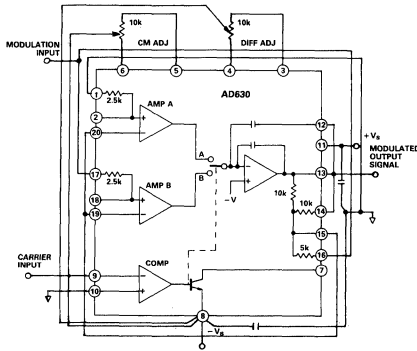 10k
CM ADJ
10k
DIFF ADJ
MODULATION
INPUT
6
5
4
3
AD630
1
2.5k
2
20
AMP A
A
B
12
11
+VS
13
MODULATED
OUTPUT
SIGNAL
17
2.5k
18
19
AMP B
–V
10k
10k
14
15
5k
16
7
CARRIER
INPUT
9
10
COMP
8
–VS